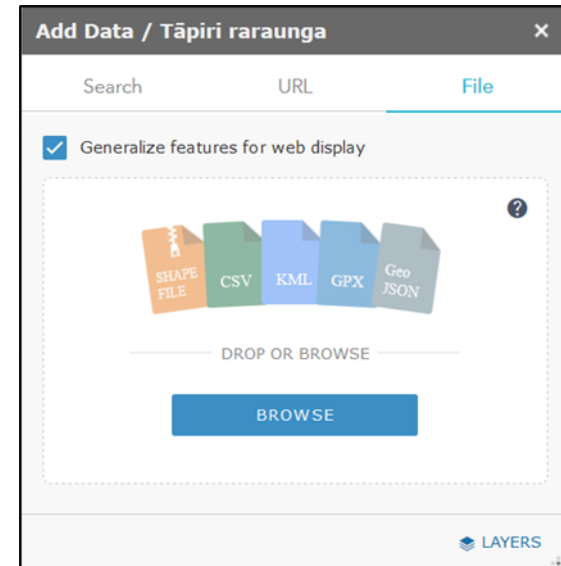 Add Data / Tāpiri raraunga
Search URL File
Generalize features for web display
SHAPE FILE CSV KML GPX Geo JSON
DROP OR BROWSE
BROWSE
LAYERS